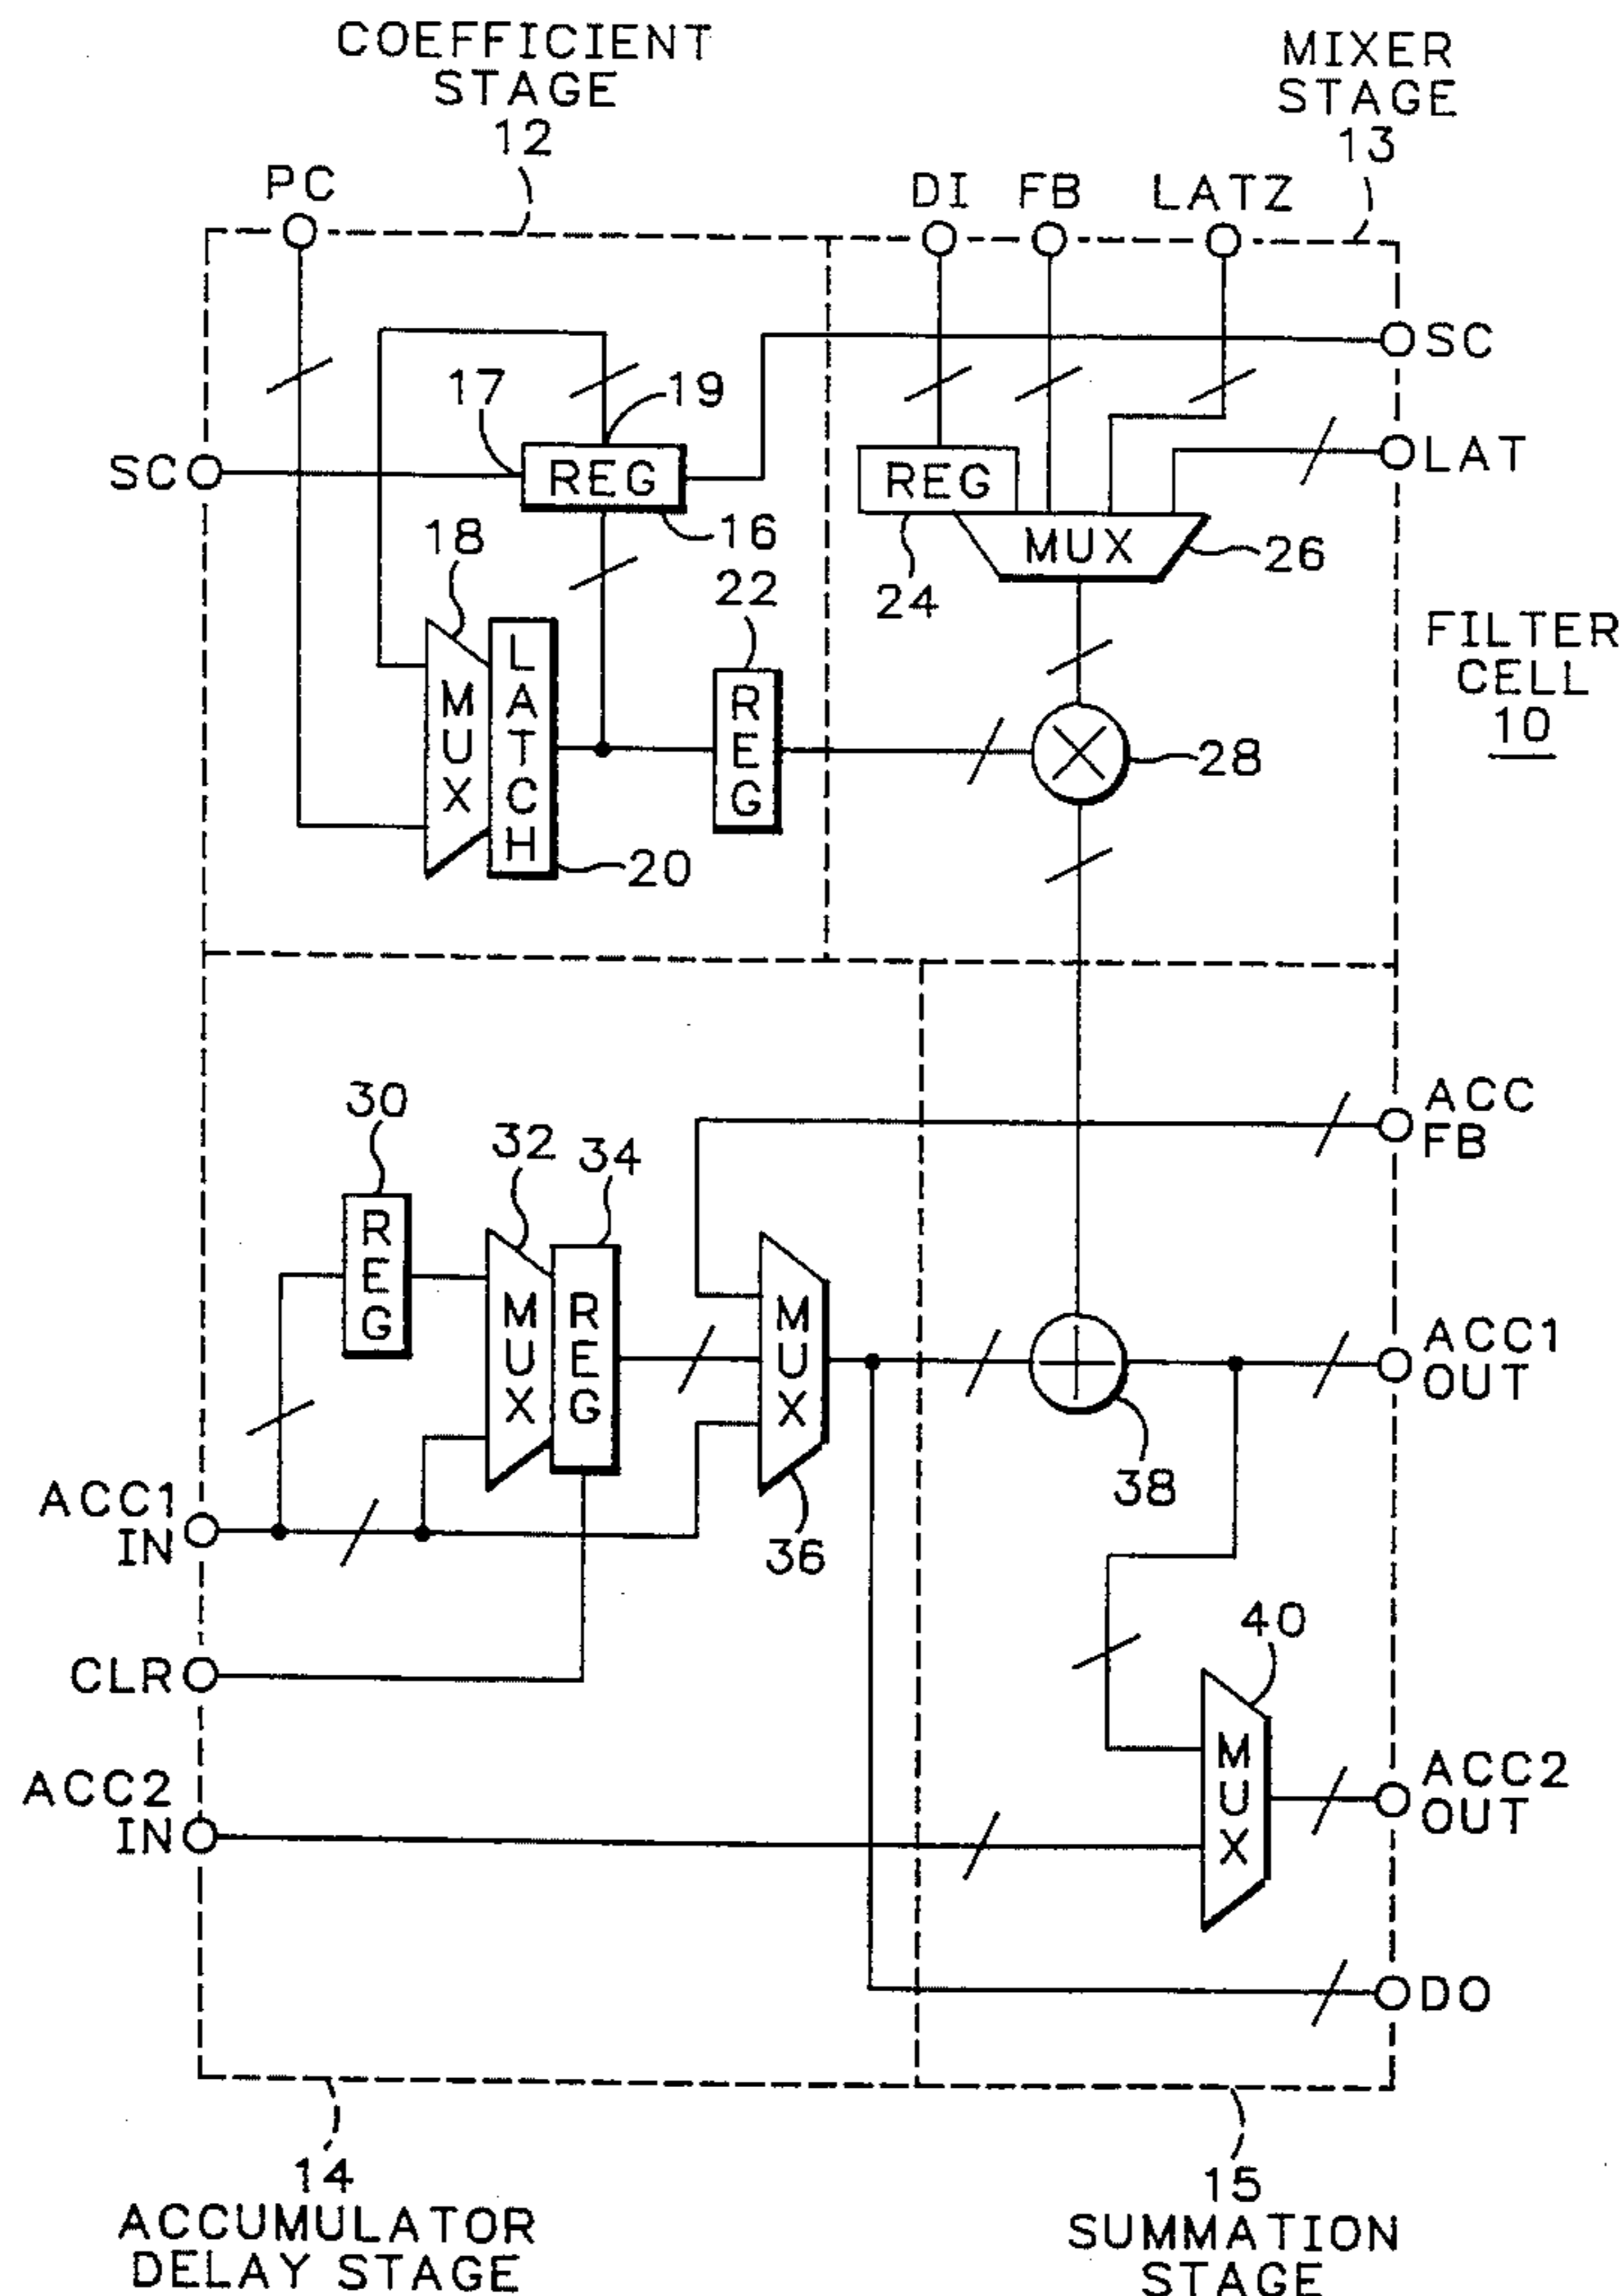 COEFFICIENT
STAGE
12
MIXER
STAGE
13
PC
DI
FB
LATZ
SC
17
19
REG
SC
LAT
REG
16
18
22
24
MUX
26
FILTER
CELL
10
MUX
LATCH
REG
28
20
ACC
FB
30
32
34
REG
MUX
REG
MUX
ACC1
OUT
38
ACC1
IN
36
40
CLR
MUX
ACC2
IN
ACC2
OUT
DO
14
ACCUMULATOR
DELAY STAGE
15
SUMMATION
STAGE